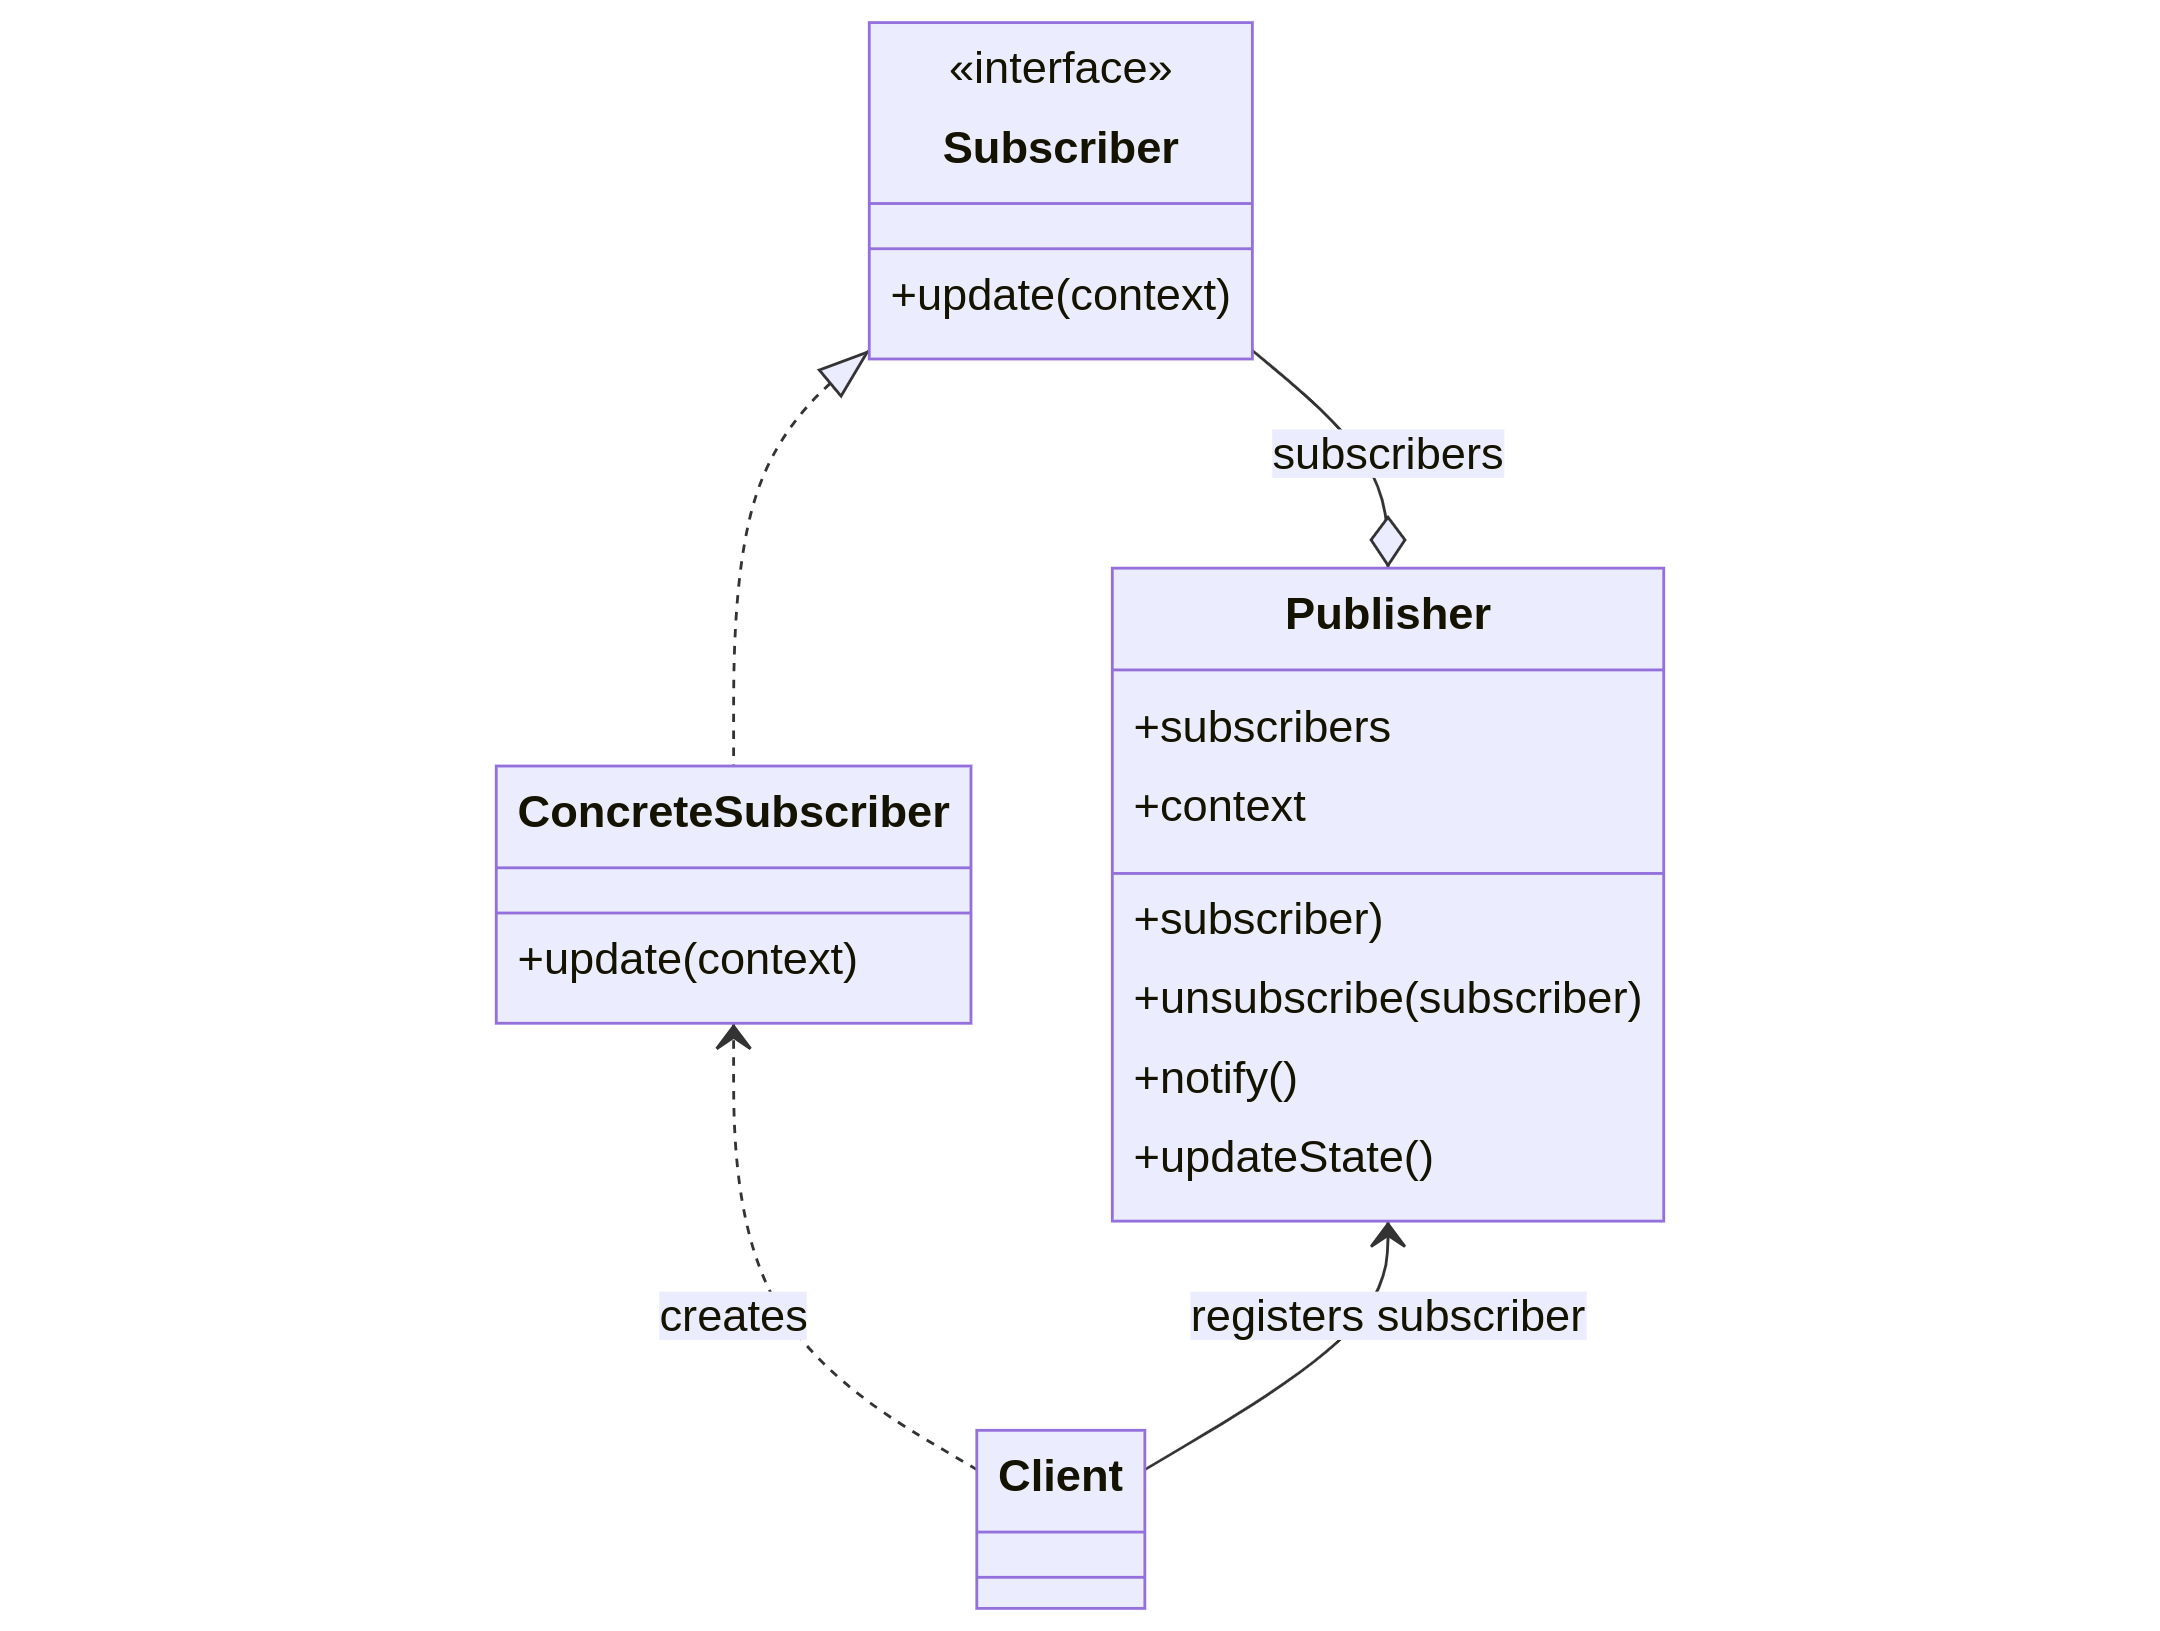 «interface»
Subscriber
+update(context)
subscribers
Publisher
+subscribers
+context
+subscriber)
+unsubscribe(subscriber)
+notify()
+updateState()
ConcreteSubscriber
+update(context)
creates
registers subscriber
Client